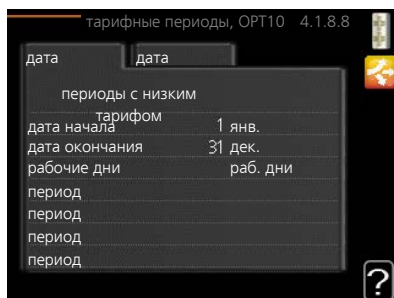 тарифные периоды, OPT10 4.1.8.8
дата дата
периоды с низким
тарифом
дата начала 1 янв.
дата окончания 31 дек.
рабочие дни раб. дни
период
период
период
период
?